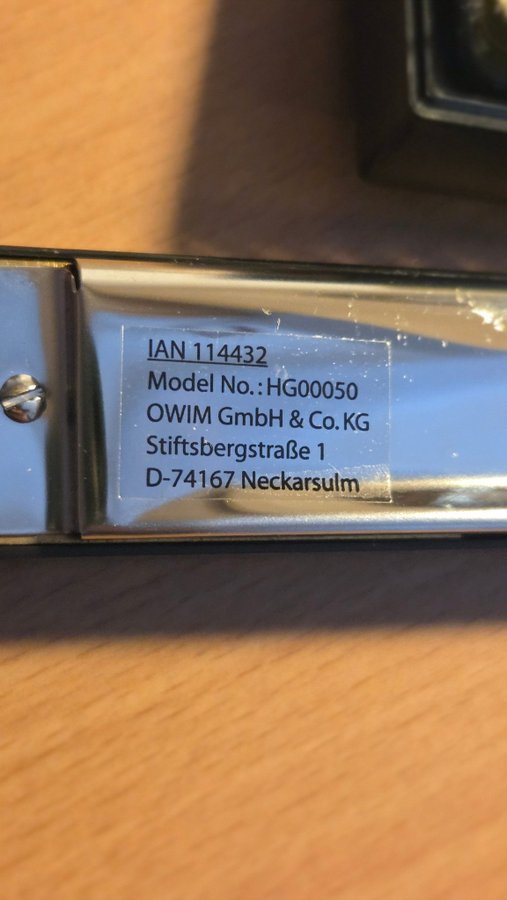 IAN 114432
Model No.: HG00050
OWIM GmbH & Co. KG
Stiftsbergstraße 1
D-74167 Neckarsulm